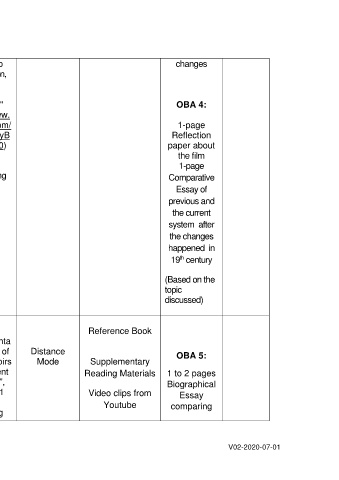 o
n,
changes
"
w.
om/
yB
0)
ng
OBA 4:
1-page
Reflection
paper about
the film
1-page
Comparative
Essay of
previous and
the current
system after
the changes
happened in
19th century
(Based on the
topic
discussed)
nta
of
oirs
ent
",
1
g
Distance
Mode
Reference Book
Supplementary
Reading Materials
Video clips from
Youtube
OBA 5:
1 to 2 pages
Biographical
Essay
comparing
V02-2020-07-01